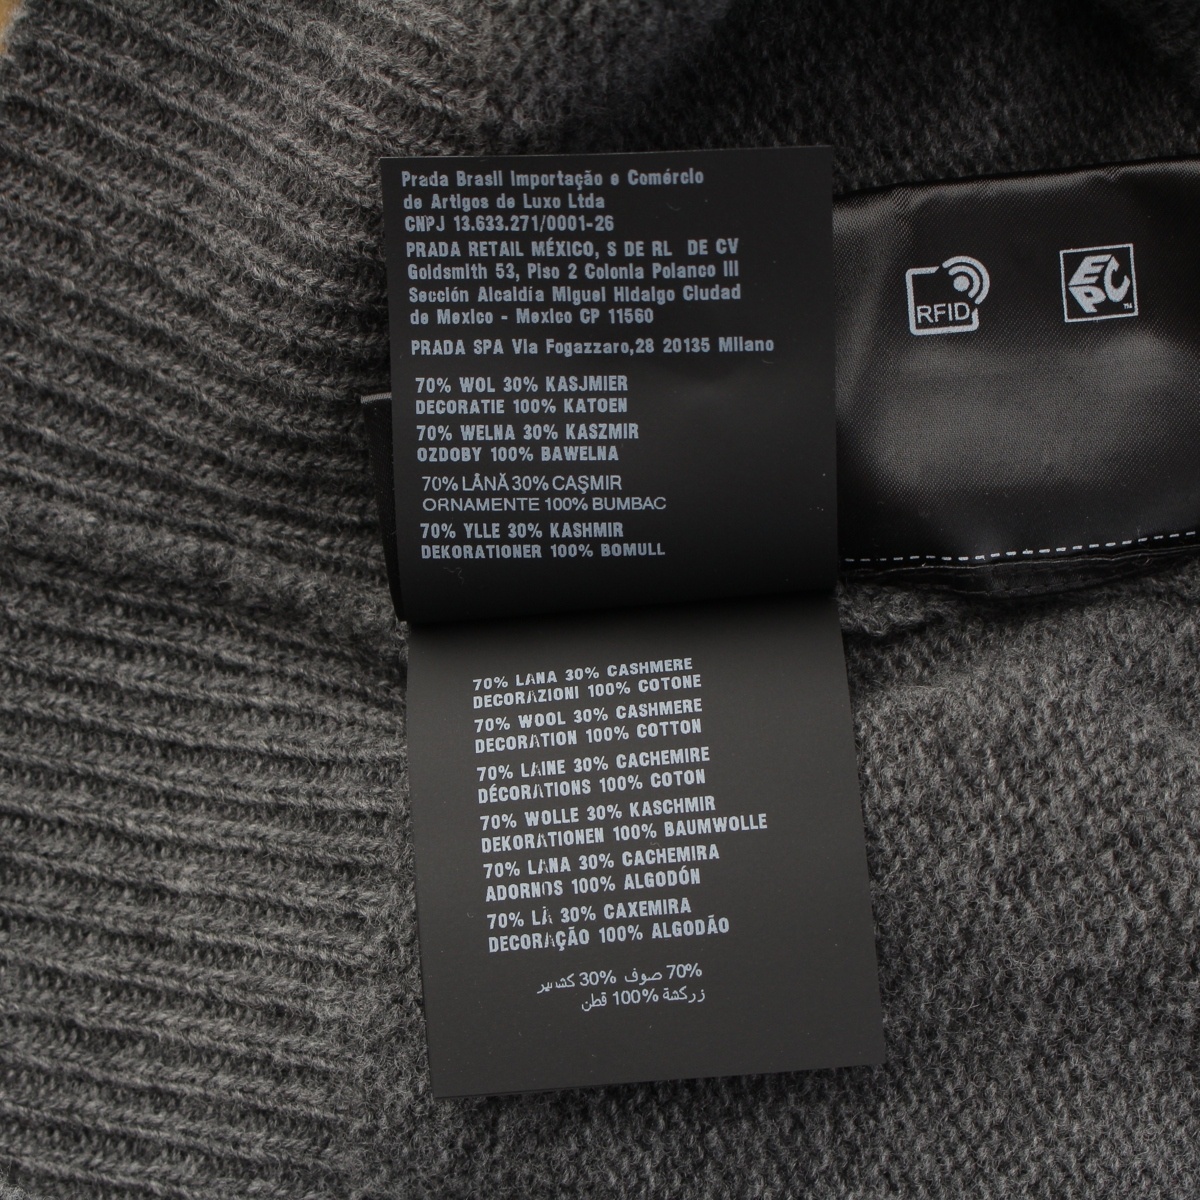 Prada Brasil Importação e Comércio
de Artigos de Luxo Ltda
CNPJ 13.633.271/0001-26
PRADA RETAIL MÉXICO, S DE RL DE CV
Goldsmith 53, Piso 2 Colonia Polanco III
Sección Alcaldía Miguel Hidalgo Ciudad
de Mexico - Mexico CP 11560
PRADA SPA Via Fogazzaro,28 20135 Milano
70% WOL 30% KASJMIER
DECORATIE 100% KATOEN
70% WELNA 30% KASZMIR
OZDOBY 100% BAWELNA
70% LÂNĂ 30% CAŞMIR
ORNAMENTE 100% BUMBAC
70% YLLE 30% KASHMIR
DEKORATIONER 100% BOMULL
RFID
EPC™
70% LANA 30% CASHMERE
DECORAZIONI 100% COTONE
70% WOOL 30% CASHMERE
DECORATION 100% COTTON
70% LAINE 30% CACHEMIRE
DÉCORATIONS 100% COTON
70% WOLLE 30% KASCHMIR
DEKORATIONEN 100% BAUMWOLLE
70% LANA 30% CACHEMIRA
ADORNOS 100% ALGODÓN
70% LÃ 30% CAXEMIRA
DECORAÇÃO 100% ALGODÃO
70% صوف 30% كشمير
زركشة 100% قطن